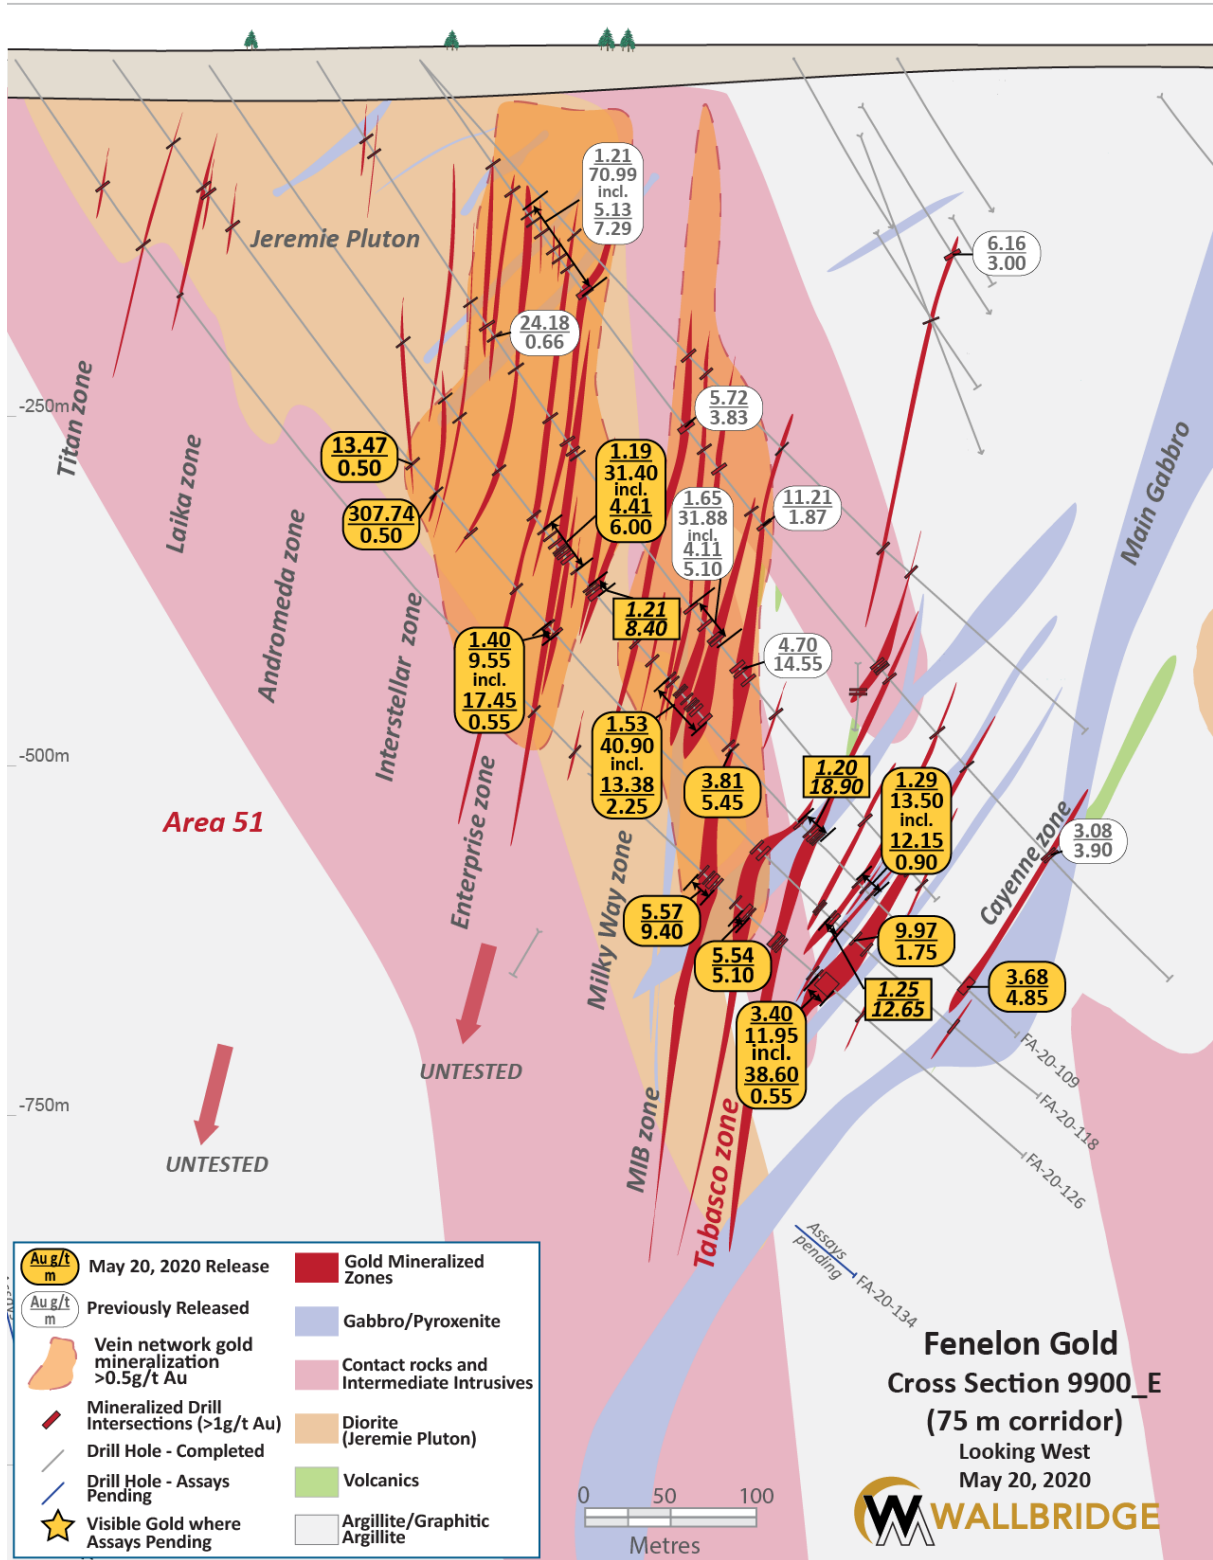 1.21
70.99
incl.
5.13
7.29
Jeremie Pluton
6.16
3.00
24.18
0.66
-250m
Titan zone
5.72
3.83
13.47
0.50
Laika zone
1.19
31.40
incl.
4.41
6.00
Main Gabbro
307.74
0.50
1.65
31.88
incl.
4.11
5.10
11.21
1.87
Andromeda zone
Interstellar zone
1.21
8.40
1.40
9.55
incl.
17.45
0.55
4.70
14.55
-500m
1.53
40.90
incl.
13.38
2.25
3.81
5.45
1.20
18.90
1.29
13.50
incl.
12.15
0.90
Area 51
Enterprise zone
Milky Way zone
Cayenne zone
3.08
3.90
5.57
9.40
5.54
5.10
9.97
1.75
1.25
12.65
3.68
4.85
3.40
11.95
incl.
38.60
0.55
UNTESTED
FA-20-109
-750m
FA-20-118
MIB zone
Tabasco zone
UNTESTED
FA-20-126
Assays
pending
FA-20-134
Au g/t
m
May 20, 2020 Release
Au g/t
m
Previously Released
Vein network gold
mineralization
>0.5g/t Au
Mineralized Drill
Intersections (>1g/t Au)
Drill Hole - Completed
Drill Hole - Assays
Pending
Visible Gold where
Assays Pending
Gold Mineralized
Zones
Gabbro/Pyroxenite
Contact rocks and
Intermediate Intrusives
Diorite
(Jeremie Pluton)
Volcanics
Argillite/Graphitic
Argillite
0 50 100
Metres
Fenelon Gold
Cross Section 9900_E
(75 m corridor)
Looking West
May 20, 2020
WALLBRIDGE